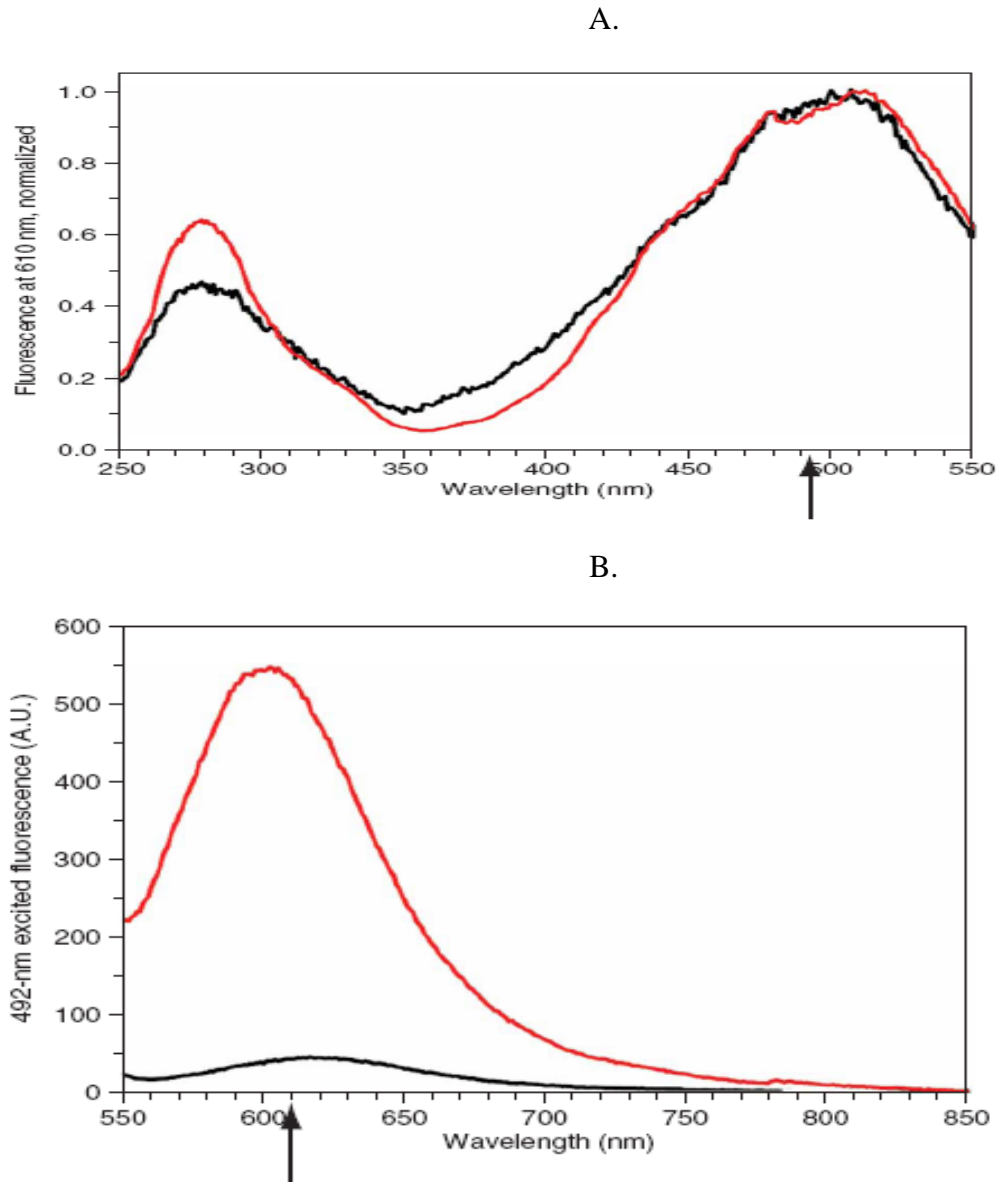 A.
Fluorescence at 610 nm, normalized
1.0
0.8
0.6
0.4
0.2
0.0
250 300 350 400 450 500 550
Wavelength (nm)
B.
492-nm excited fluorescence (A.U.)
600
500
400
300
200
100
0
550 600 650 700 750 800 850
Wavelength (nm)